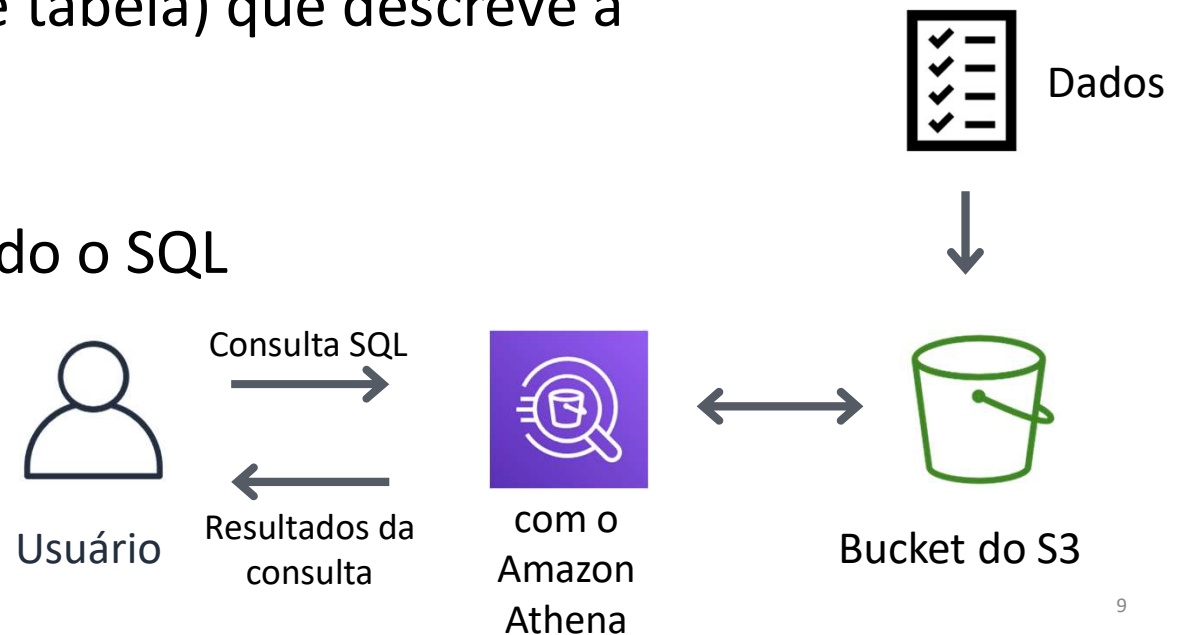 e tabela) que descreve a
Dados
do o SQL
Consulta SQL
Resultados da
consulta
Usuário
com o
Amazon
Athena
Bucket do S3
9